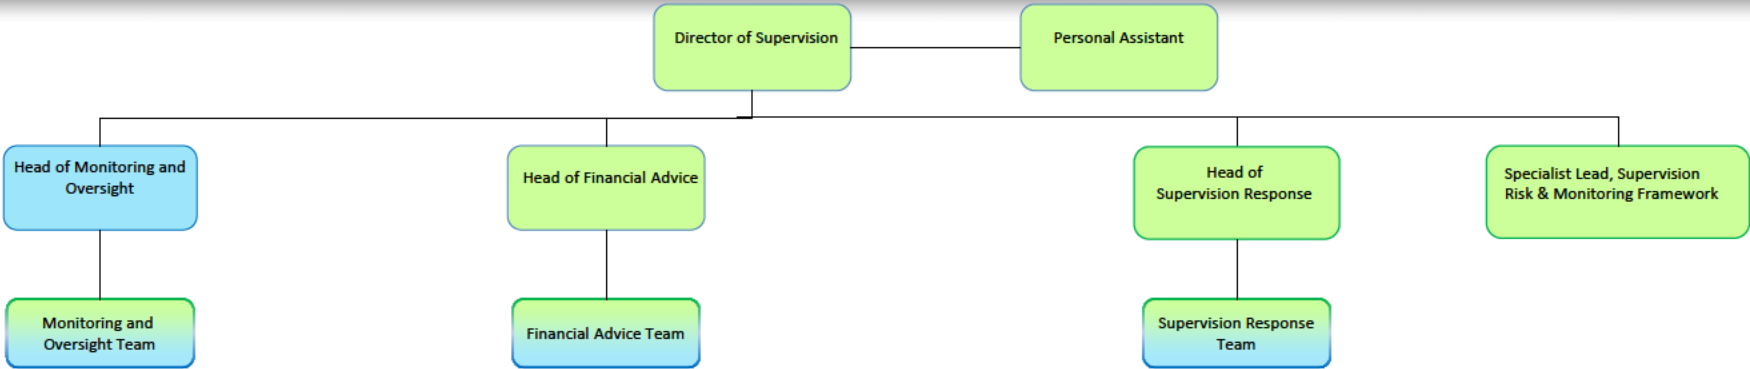 Director of Supervision
Personal Assistant
Head of Monitoring and
Oversight
Head of Financial Advice
Head of
Supervision Response
Specialist Lead, Supervision
Risk & Monitoring Framework
Monitoring and
Oversight Team
Financial Advice Team
Supervision Response
Team